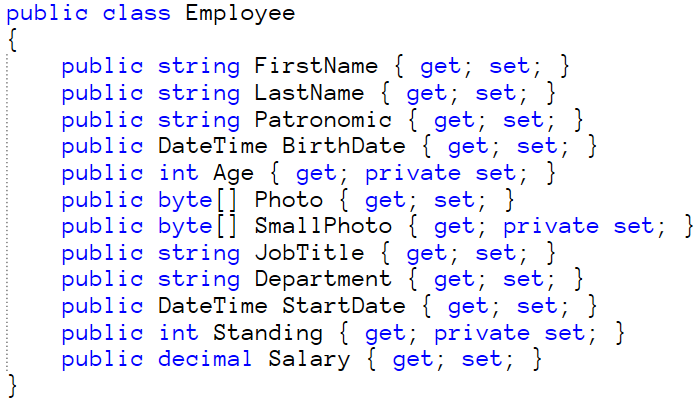 public class Employee
{
public string FirstName { get; set; }
public string LastName { get; set; }
public string Patronomic { get; set; }
public DateTime BirthDate { get; set; }
public int Age { get; private set; }
public byte[] Photo { get; set; }
public byte[] SmallPhoto { get; private set; }
public string JobTitle { get; set; }
public string Department { get; set; }
public DateTime StartDate { get; set; }
public int Standing { get; private set; }
public decimal Salary { get; set; }
}